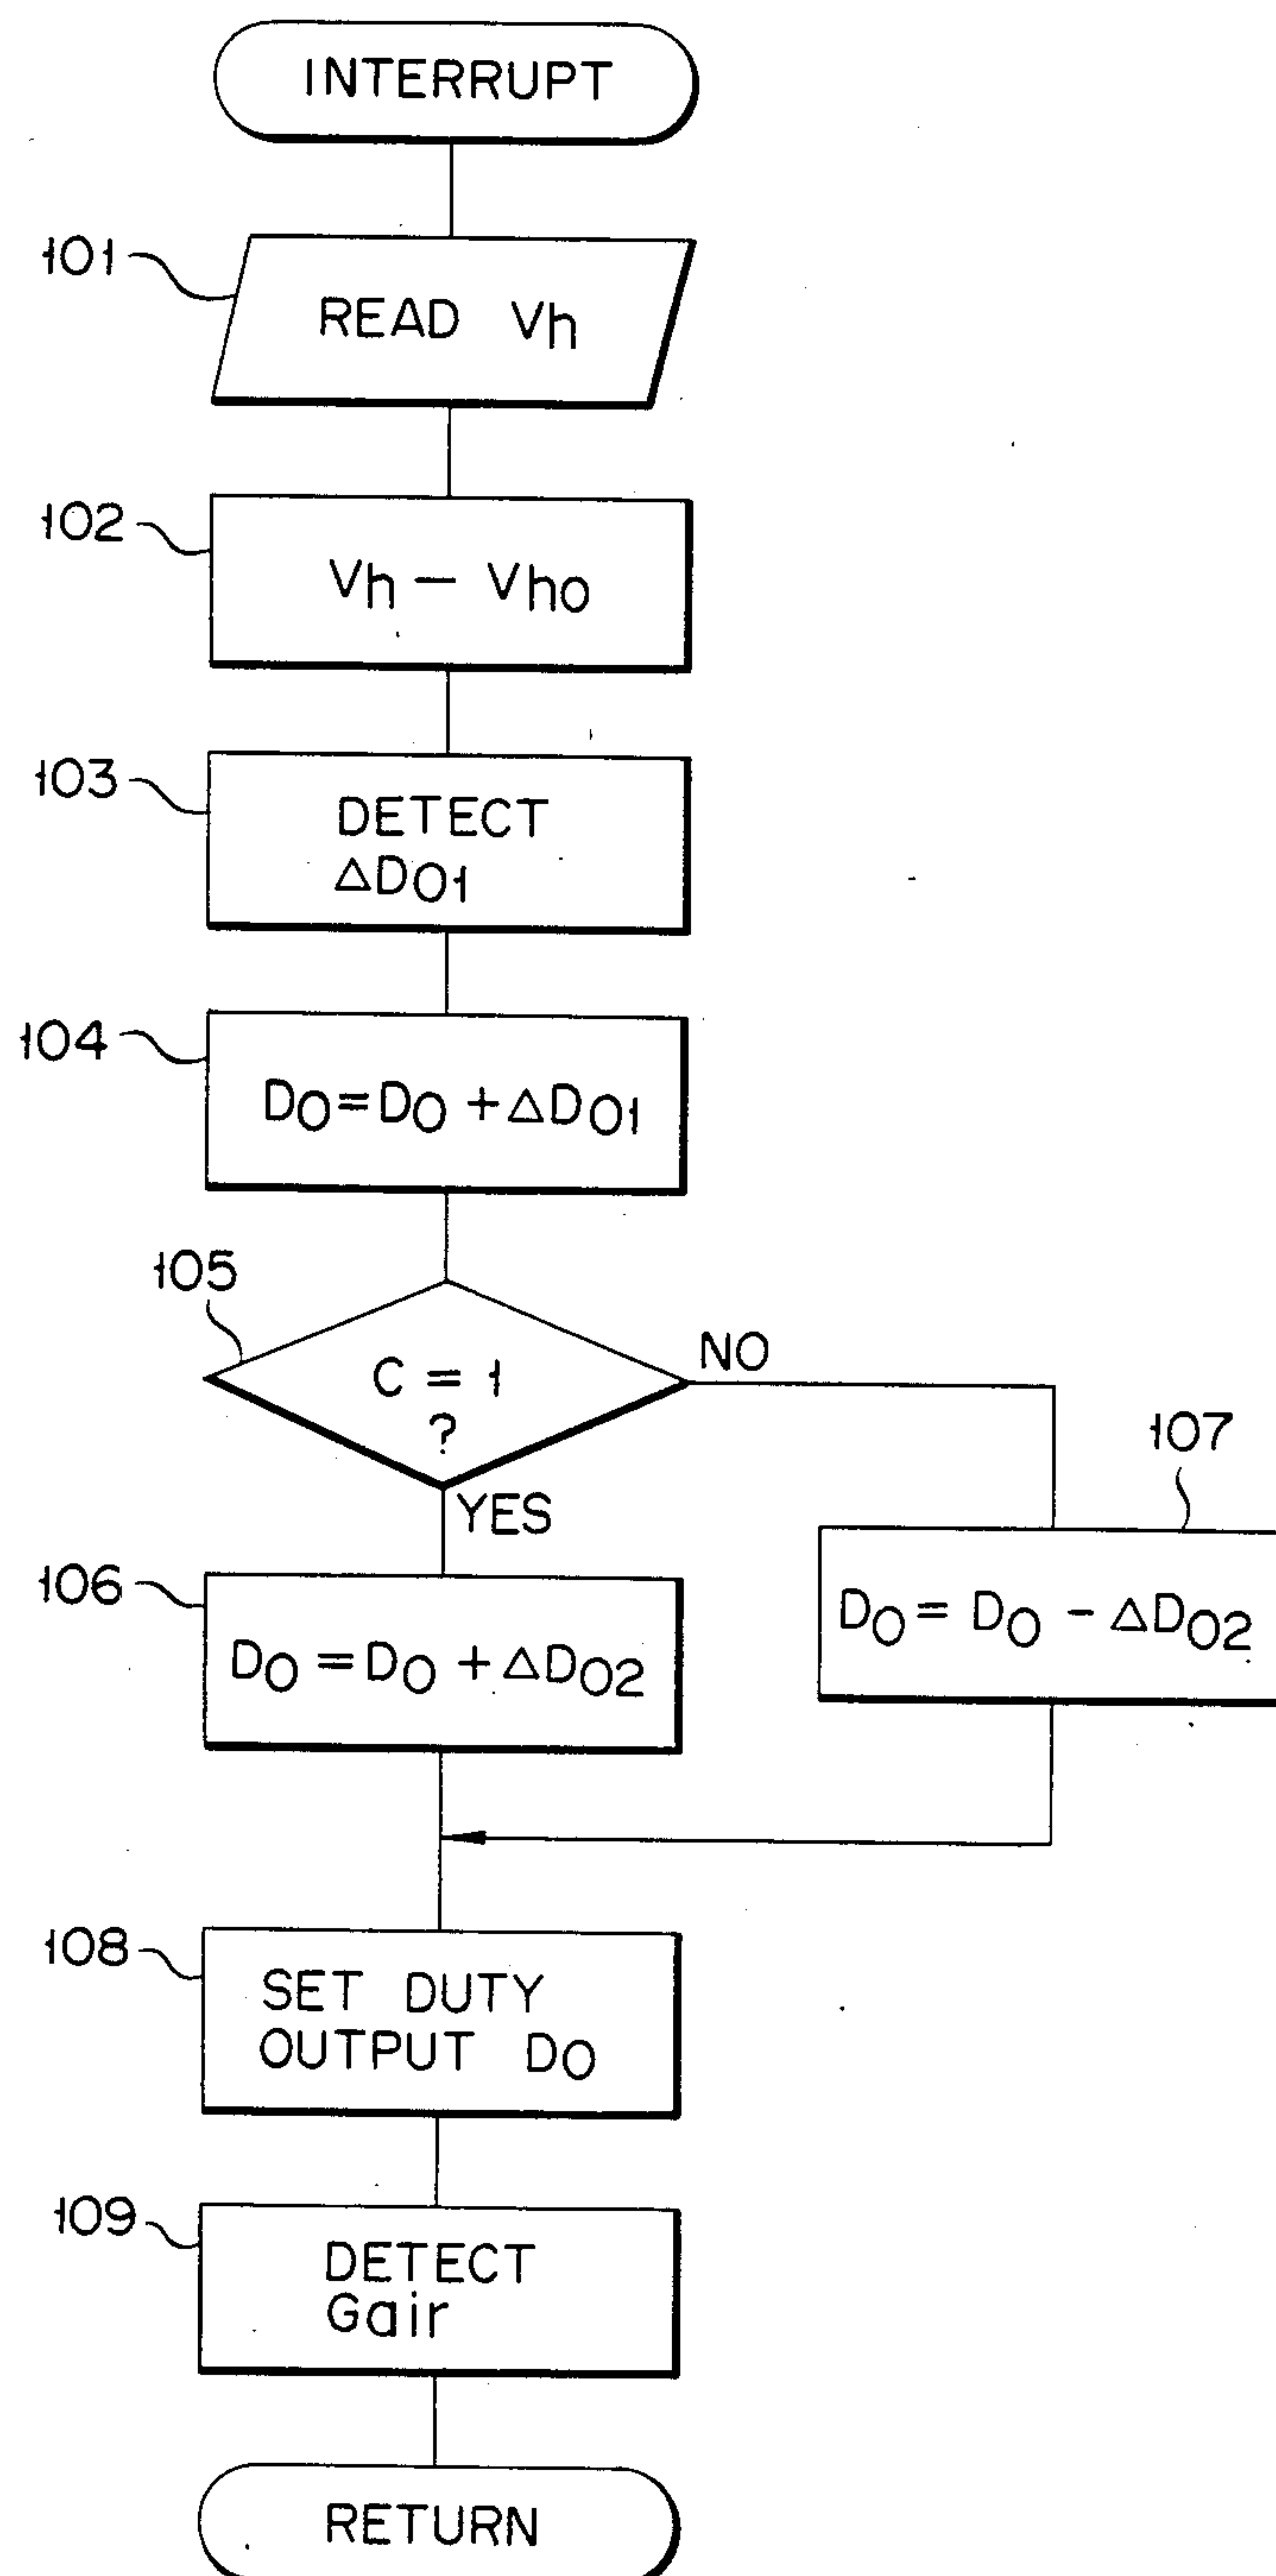 INTERRUPT
101
READ Vh
102
Vh – Vho
103
DETECT
ΔDO1
104
DO = DO + ΔDO1
105
C = 1
?
NO
YES
107
106
DO = DO - ΔDO2
DO = DO + ΔDO2
108
SET DUTY
OUTPUT DO
109
DETECT
Gair
RETURN